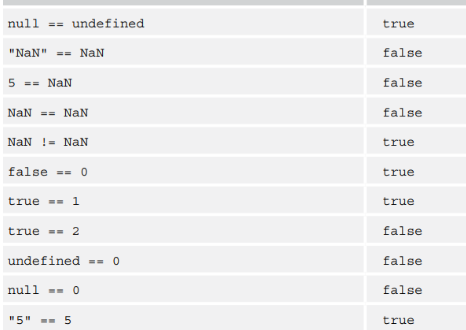 null == undefined true
"NaN" == NaN false
5 == NaN false
NaN == NaN false
NaN != NaN true
false == 0 true
true == 1 true
true == 2 false
undefined == 0 false
null == 0 false
"5" == 5 true